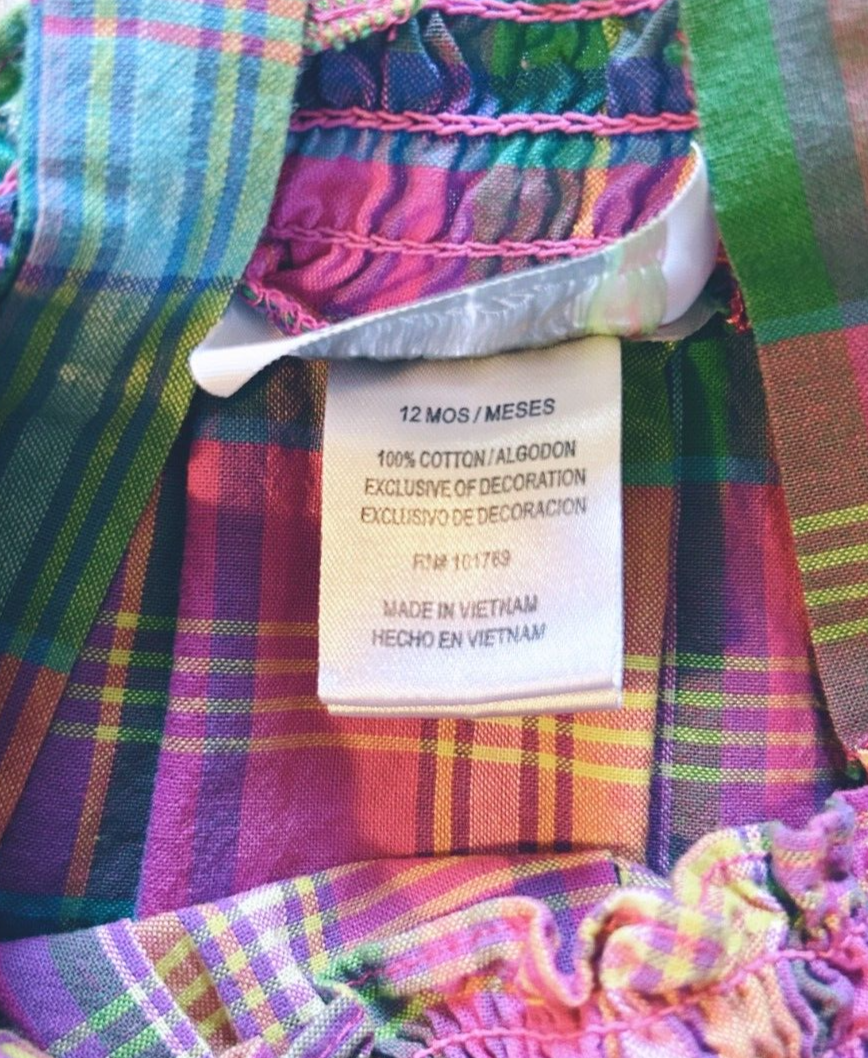 12 MOS / MESES
100% COTTON / ALGODON
EXCLUSIVE OF DECORATION
EXCLUSIVO DE DECORACION
RN# 101769
MADE IN VIETNAM
HECHO EN VIETNAM